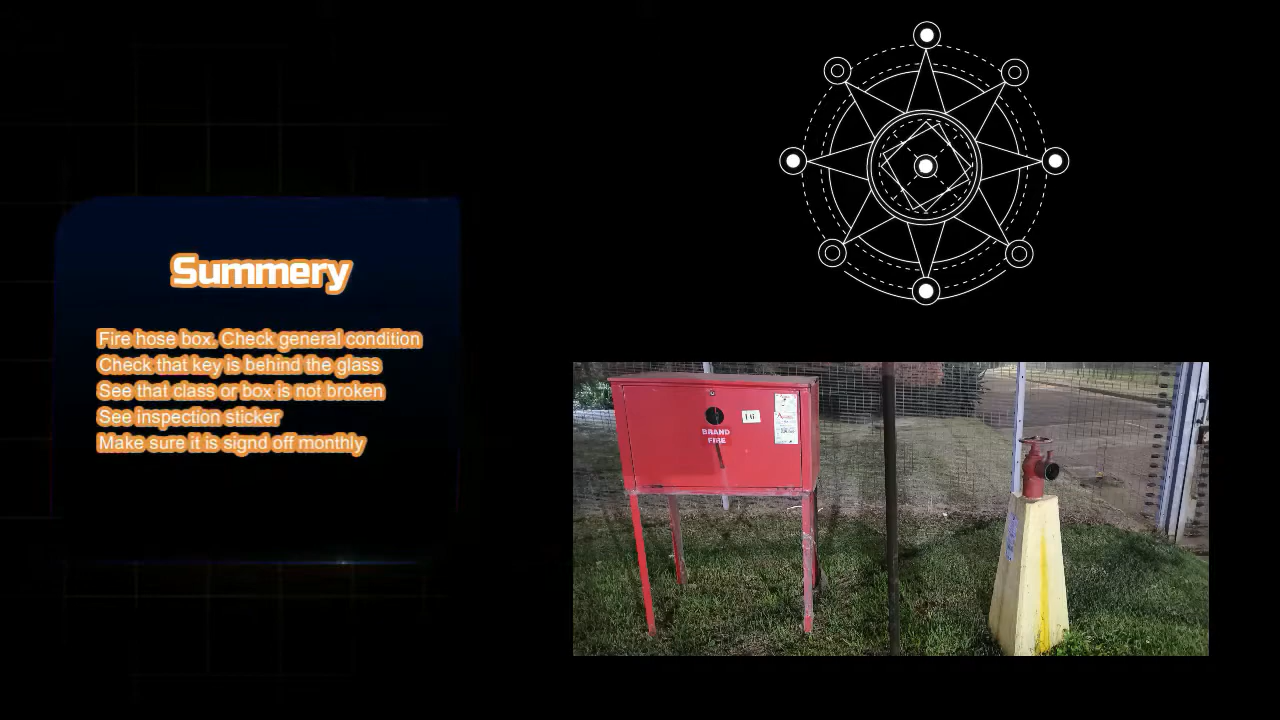 Summery
Fire hose box. Check general condition
Check that key is behind the glass
See that class or box is not broken
See inspection sticker
Make sure it is signd off monthly
BRAND
FIRE